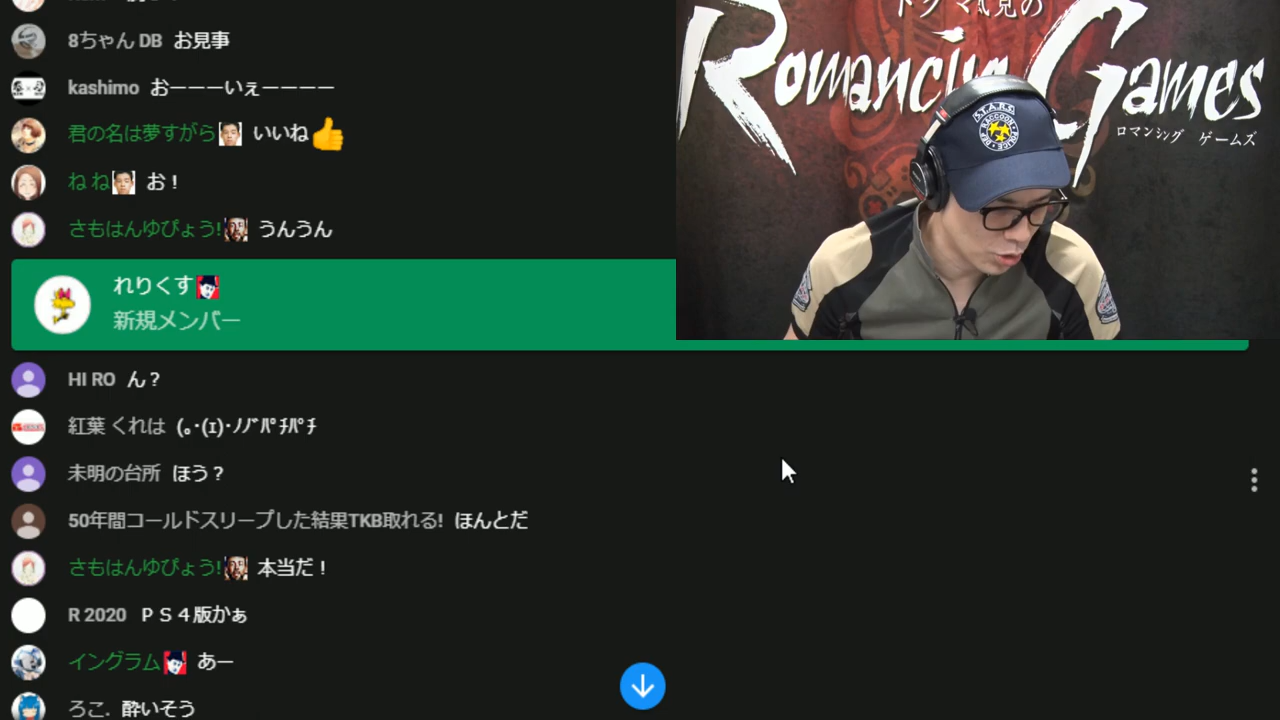 8ちゃん DB お見事
kashimo おーーーいぇーーーー
君の名は夢すがら いいね👍
ね ね お！
さもはんゆぴょう! うんうん
れりくす
新規メンバー
HI RO ん？
紅葉 くれは (｡･(ｪ)･ﾉﾉﾞﾊﾟﾁﾊﾟﾁ
未明の台所 ほう？
50年間コールドスリープした結果TKB取れる! ほんとだ
さもはんゆぴょう! 本当だ！
R 2020 ＰＳ４版かぁ
イングラム あー
ろこ. 酔いそう
Romancing Games
ロマンシング ゲームズ
S.T.A.R.S.
RACCOON
POLICE